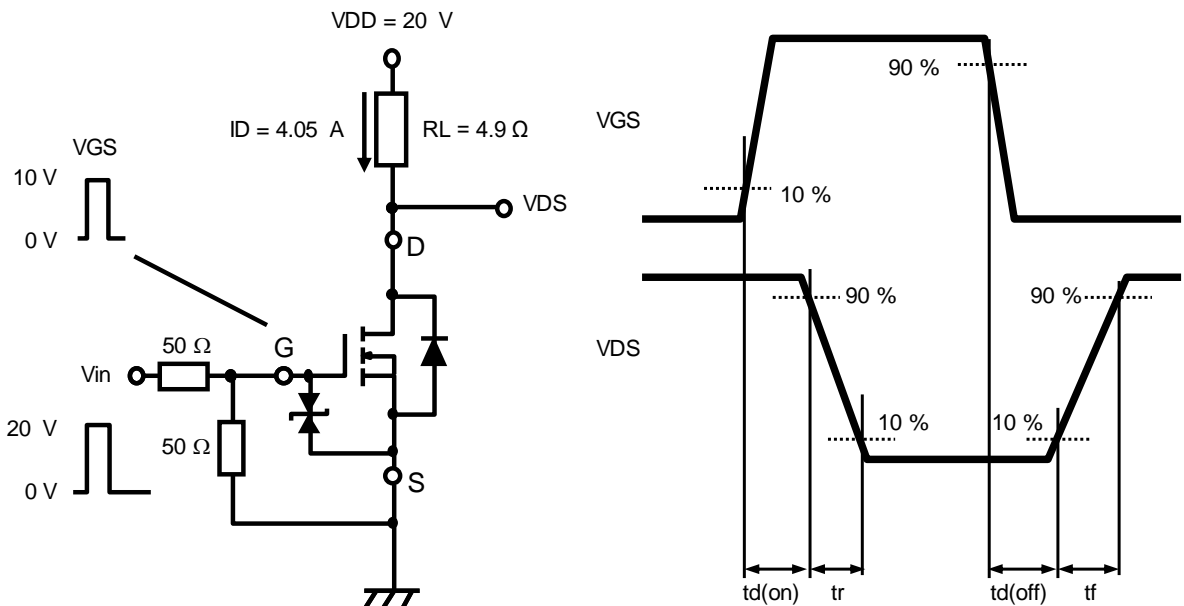 VDD = 20 V
ID = 4.05 A
RL = 4.9 Ω
VGS
10 V
0 V
VDS
D
50 Ω
G
Vin
20 V
50 Ω
0 V
S
90 %
VGS
10 %
90 %
90 %
VDS
10 %
10 %
td(on)
tr
td(off)
tf